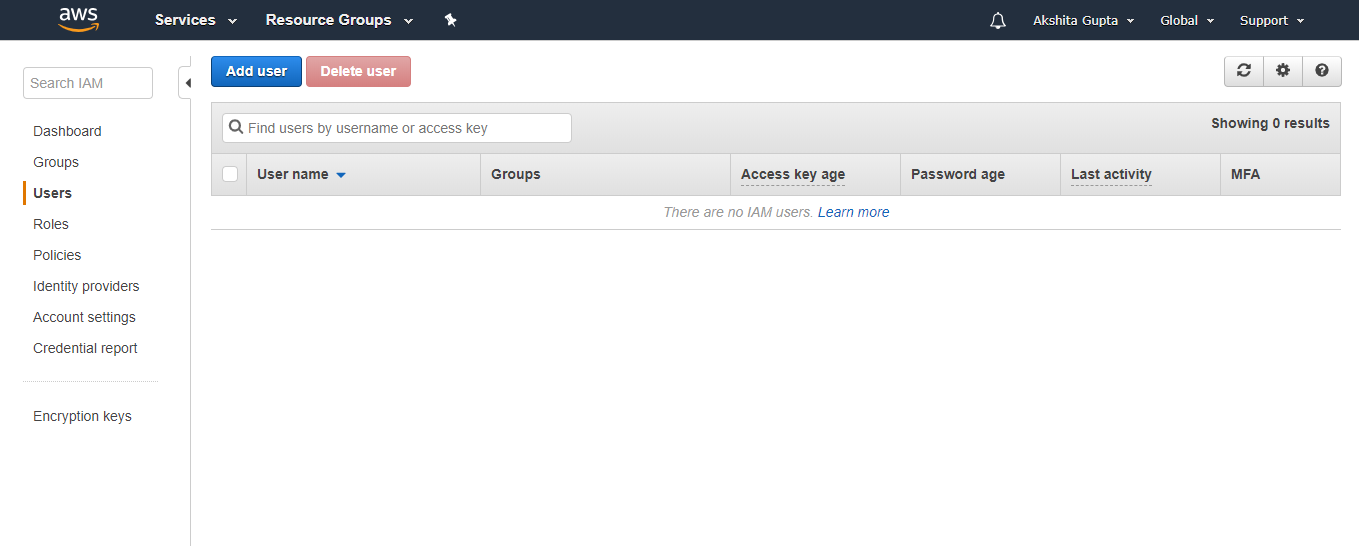 aws Services Resource Groups Akshita Gupta Global Support
Search IAM
Add user Delete user
Dashboard
Groups
Users
Roles
Policies
Identity providers
Account settings
Credential report
Encryption keys
Find users by username or access key Showing 0 results
User name Groups Access key age Password age Last activity MFA
There are no IAM users. Learn more